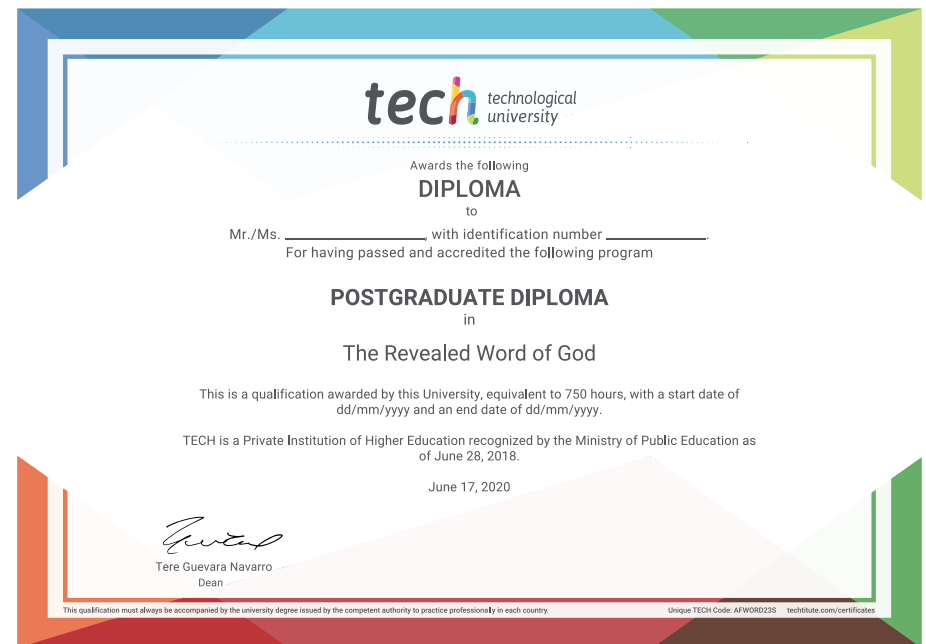 tech technological
university
Awards the following
DIPLOMA
to
Mr./Ms. ____________________, with identification number ______________.
For having passed and accredited the following program
POSTGRADUATE DIPLOMA
in
The Revealed Word of God
This is a qualification awarded by this University, equivalent to 750 hours, with a start date of
dd/mm/yyyy and an end date of dd/mm/yyyy.
TECH is a Private Institution of Higher Education recognized by the Ministry of Public Education as
of June 28, 2018.
June 17, 2020
Tere Guevara Navarro
Dean
This qualification must always be accompanied by the university degree issued by the competent authority to practice professionally in each country. Unique TECH Code: AFWORD23S techtitute.com/certificates